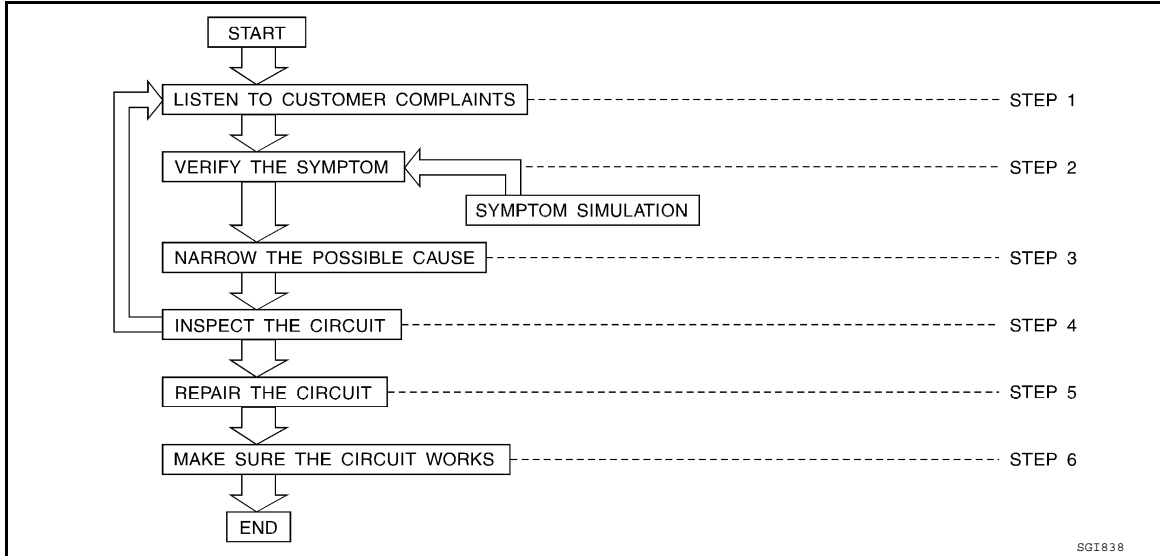 START
LISTEN TO CUSTOMER COMPLAINTS STEP 1
VERIFY THE SYMPTOM STEP 2
SYMPTOM SIMULATION
NARROW THE POSSIBLE CAUSE STEP 3
INSPECT THE CIRCUIT STEP 4
REPAIR THE CIRCUIT STEP 5
MAKE SURE THE CIRCUIT WORKS STEP 6
END
SGI838